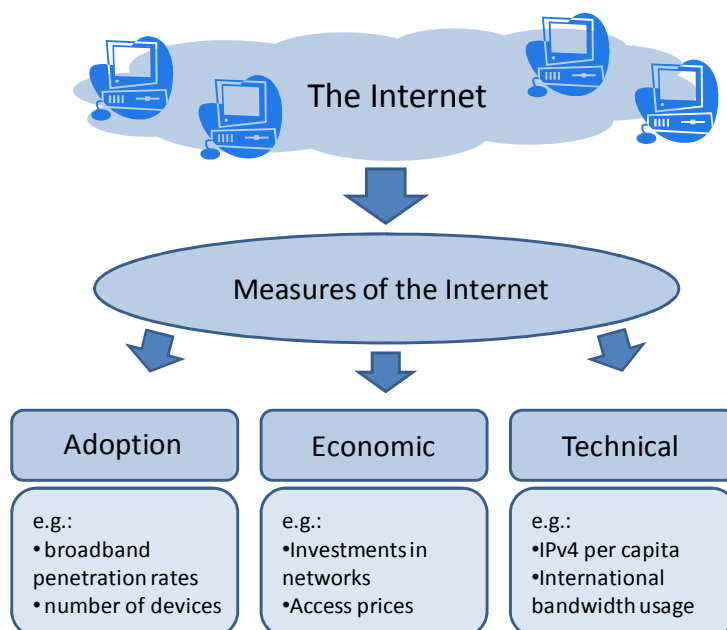 The Internet
Measures of the Internet
Adoption
e.g.:
•broadband
penetration rates
•number of devices
Economic
e.g.:
•Investments in
networks
•Access prices
Technical
e.g.:
•IPv4 per capita
•International
bandwidth usage